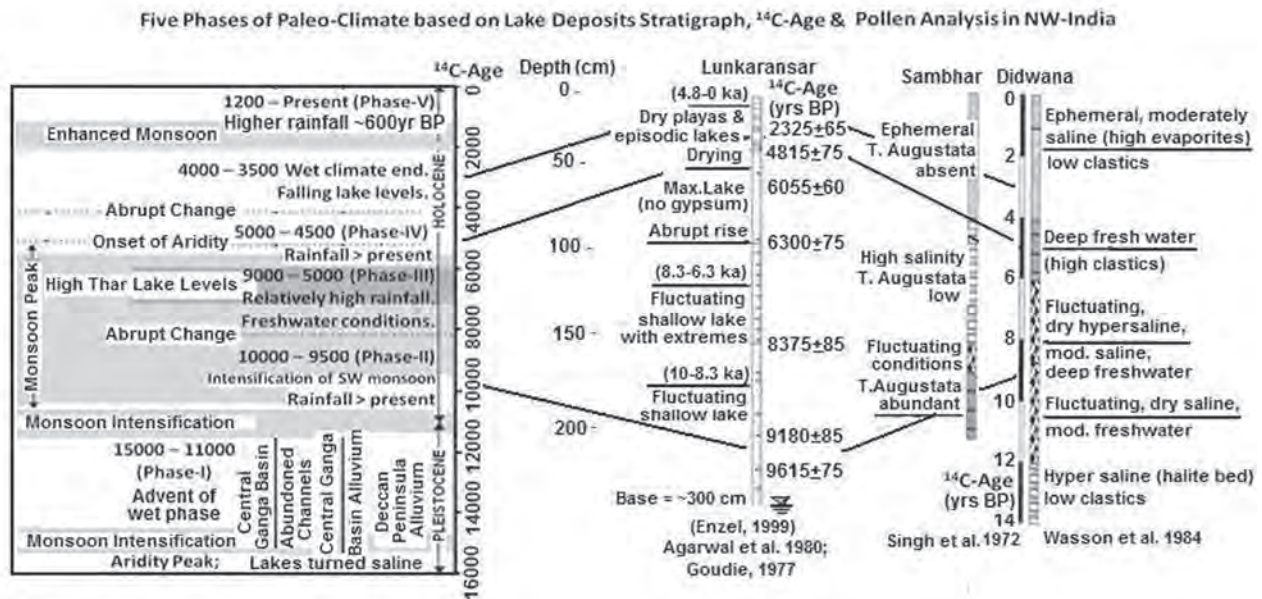 Five Phases of Paleo-Climate based on Lake Deposits Stratigraph, ¹⁴C-Age & Pollen Analysis in NW-India
¹⁴C-Age
0
2000
4000
6000
8000
10000
12000
14000
16000
HOLOCENE
PLEISTOCENE
1200 – Present (Phase-V)
Higher rainfall ~600yr BP
Enhanced Monsoon
4000 – 3500 Wet climate end.
Falling lake levels.
Abrupt Change
5000 – 4500 (Phase-IV)
Onset of Aridity
Rainfall > present
9000 – 5000 (Phase-III)
High Thar Lake Levels
Relatively high rainfall.
Freshwater conditions.
Abrupt Change
10000 – 9500 (Phase-II)
Intensification of SW monsoon
Rainfall > present
Monsoon Peak
Monsoon Intensification
15000 – 11000
(Phase-I)
Advent of
wet phase
Central
Ganga Basin
Abundoned
Channels
Central Ganga
Basin Alluvium
Deccan
Peninsula
Alluvium
Monsoon Intensification
Aridity Peak; Lakes turned saline
Depth (cm)
0 -
50 -
100 -
150 -
200 -
Lunkaransar
(4.8-0 ka)
Dry playas &
episodic lakes
Drying
Max.Lake
(no gypsum)
Abrupt rise
(8.3-6.3 ka)
Fluctuating
shallow lake
with extremes
(10-8.3 ka)
Fluctuating
shallow lake
Base = ~300 cm
¹⁴C-Age
(yrs BP)
2325±65
4815±75
6055±60
6300±75
8375±85
9180±85
9615±75
(Enzel, 1999)
Agarwal et al. 1980;
Goudie, 1977
Sambhar
Ephemeral
T. Augustata
absent
High salinity
T. Augustata
low
Fluctuating
conditions
T.Augustata
abundant
¹⁴C-Age
(yrs BP)
Singh et al. 1972
Didwana
0
2
4
6
8
10
12
14
Ephemeral, moderately
saline (high evaporites)
low clastics
Deep fresh water
(high clastics)
Fluctuating,
dry hypersaline,
mod. saline,
deep freshwater
Fluctuating, dry saline,
mod. freshwater
Hyper saline (halite bed)
low clastics
Wasson et al. 1984